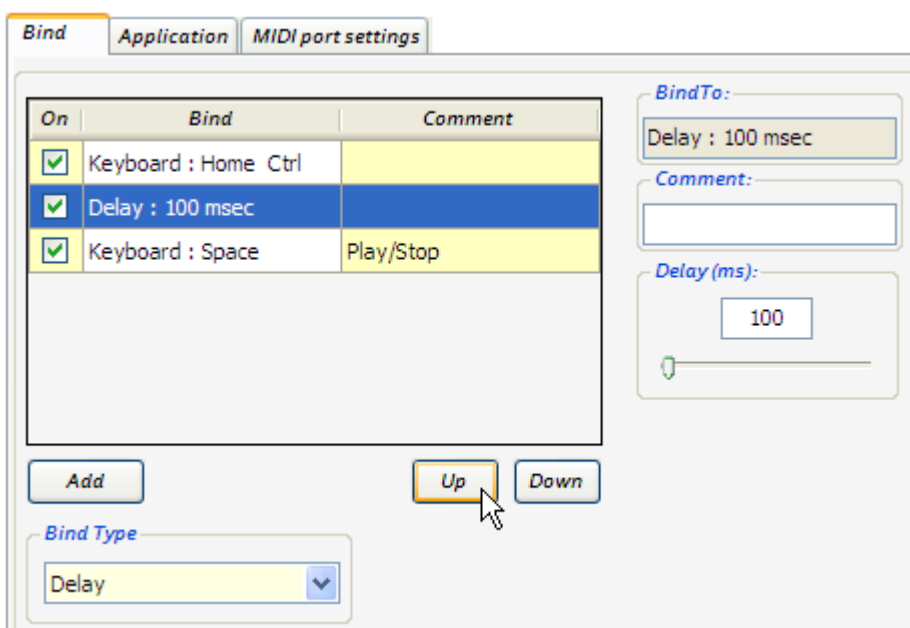 Bind Application MIDI port settings
On Bind Comment
Keyboard : Home Ctrl
Delay : 100 msec
Keyboard : Space Play/Stop
Add Up Down
Bind Type
Delay
BindTo:
Delay : 100 msec
Comment:
Delay (ms):
100